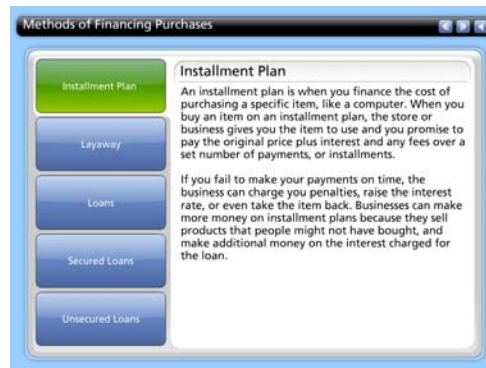 Methods of Financing Purchases
Installment Plan
Layaway
Loans
Secured Loans
Unsecured Loans
Installment Plan
An installment plan is when you finance the cost of
purchasing a specific item, like a computer. When you
buy an item on an installment plan, the store or
business gives you the item to use and you promise to
pay the original price plus interest and any fees over a
set number of payments, or installments.
If you fail to make your payments on time, the
business can charge you penalties, raise the interest
rate, or even take the item back. Businesses can make
more money on installment plans because they sell
products that people might not have bought, and
make additional money on the interest charged for
the loan.